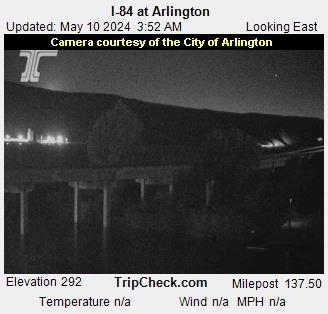 I-84 at Arlington
Updated: May 10 2024 3:52 AM Looking East
Camera courtesy of the City of Arlington
Elevation 292 TripCheck.com Milepost 137.50
Temperature n/a Wind n/a MPH n/a